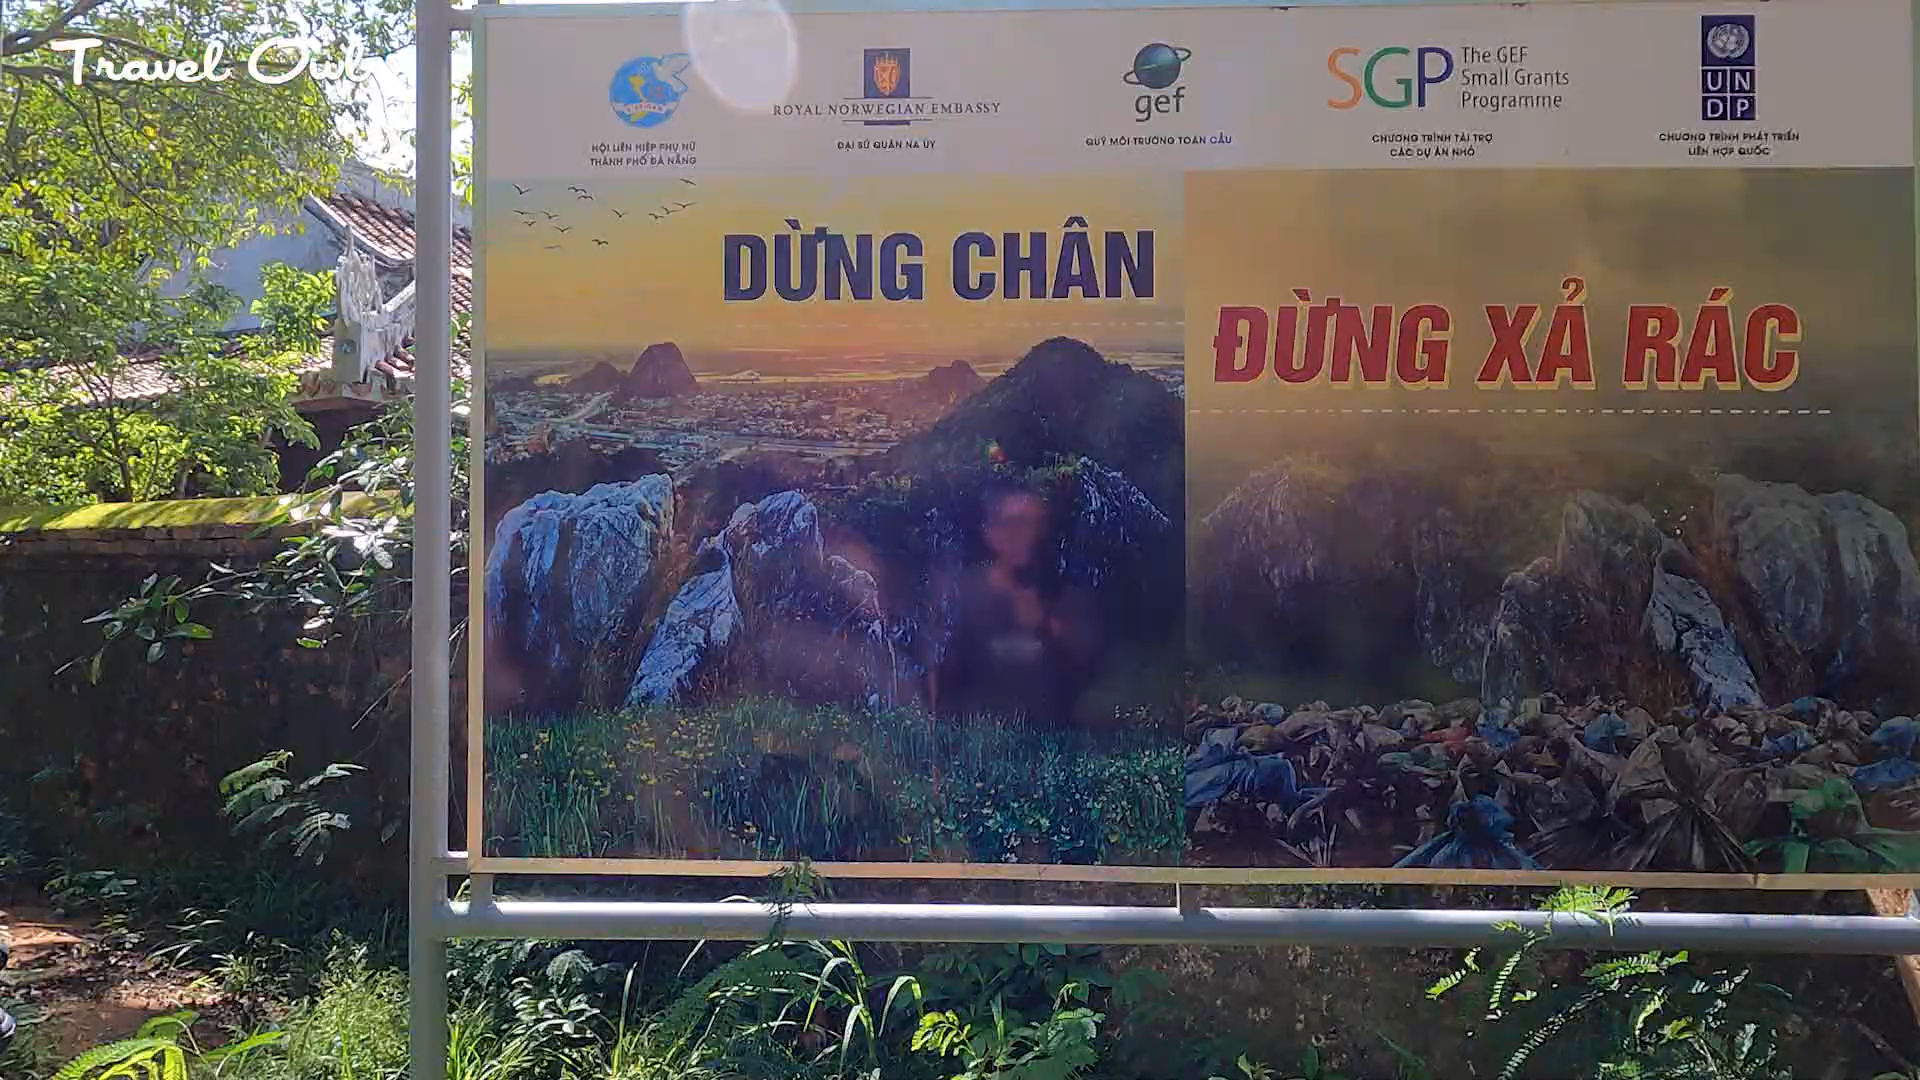 Travel Owl
HỘI LIÊN HIỆP PHỤ NỮ
THÀNH PHỐ ĐÀ NẴNG
ROYAL NORWEGIAN EMBASSY
ĐẠI SỨ QUÁN NA UY
gef
QUỸ MÔI TRƯỜNG TOÀN CẦU
SGP
The GEF
Small Grants
Programme
CHƯƠNG TRÌNH TÀI TRỢ
CÁC DỰ ÁN NHỎ
UN
DP
CHƯƠNG TRÌNH PHÁT TRIỂN
LIÊN HỢP QUỐC
DỪNG CHÂN
ĐỪNG XẢ RÁC